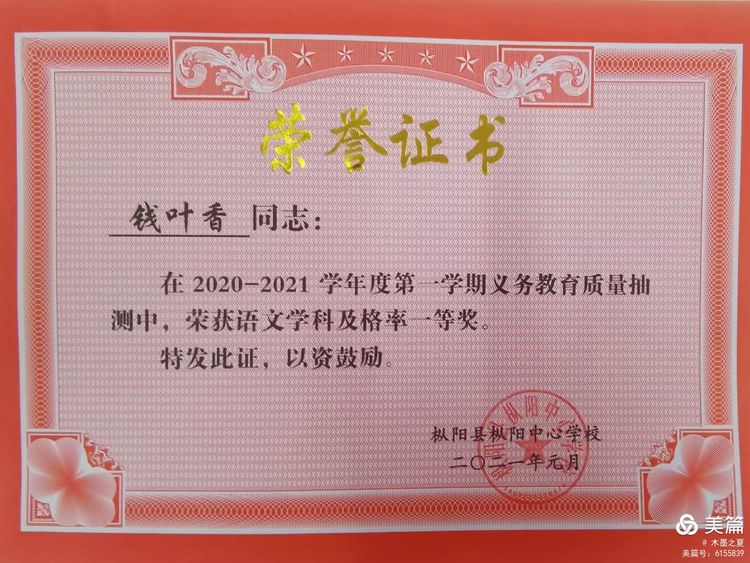 荣誉证书
钱叶香 同志：
在 2020-2021 学年度第一学期义务教育质量抽
测中，荣获语文学科及格率一等奖。
特发此证，以资鼓励。
枞阳县枞阳中心学校
二〇二一年元月
美篇
@ 木墨之夏
美篇号：6155839